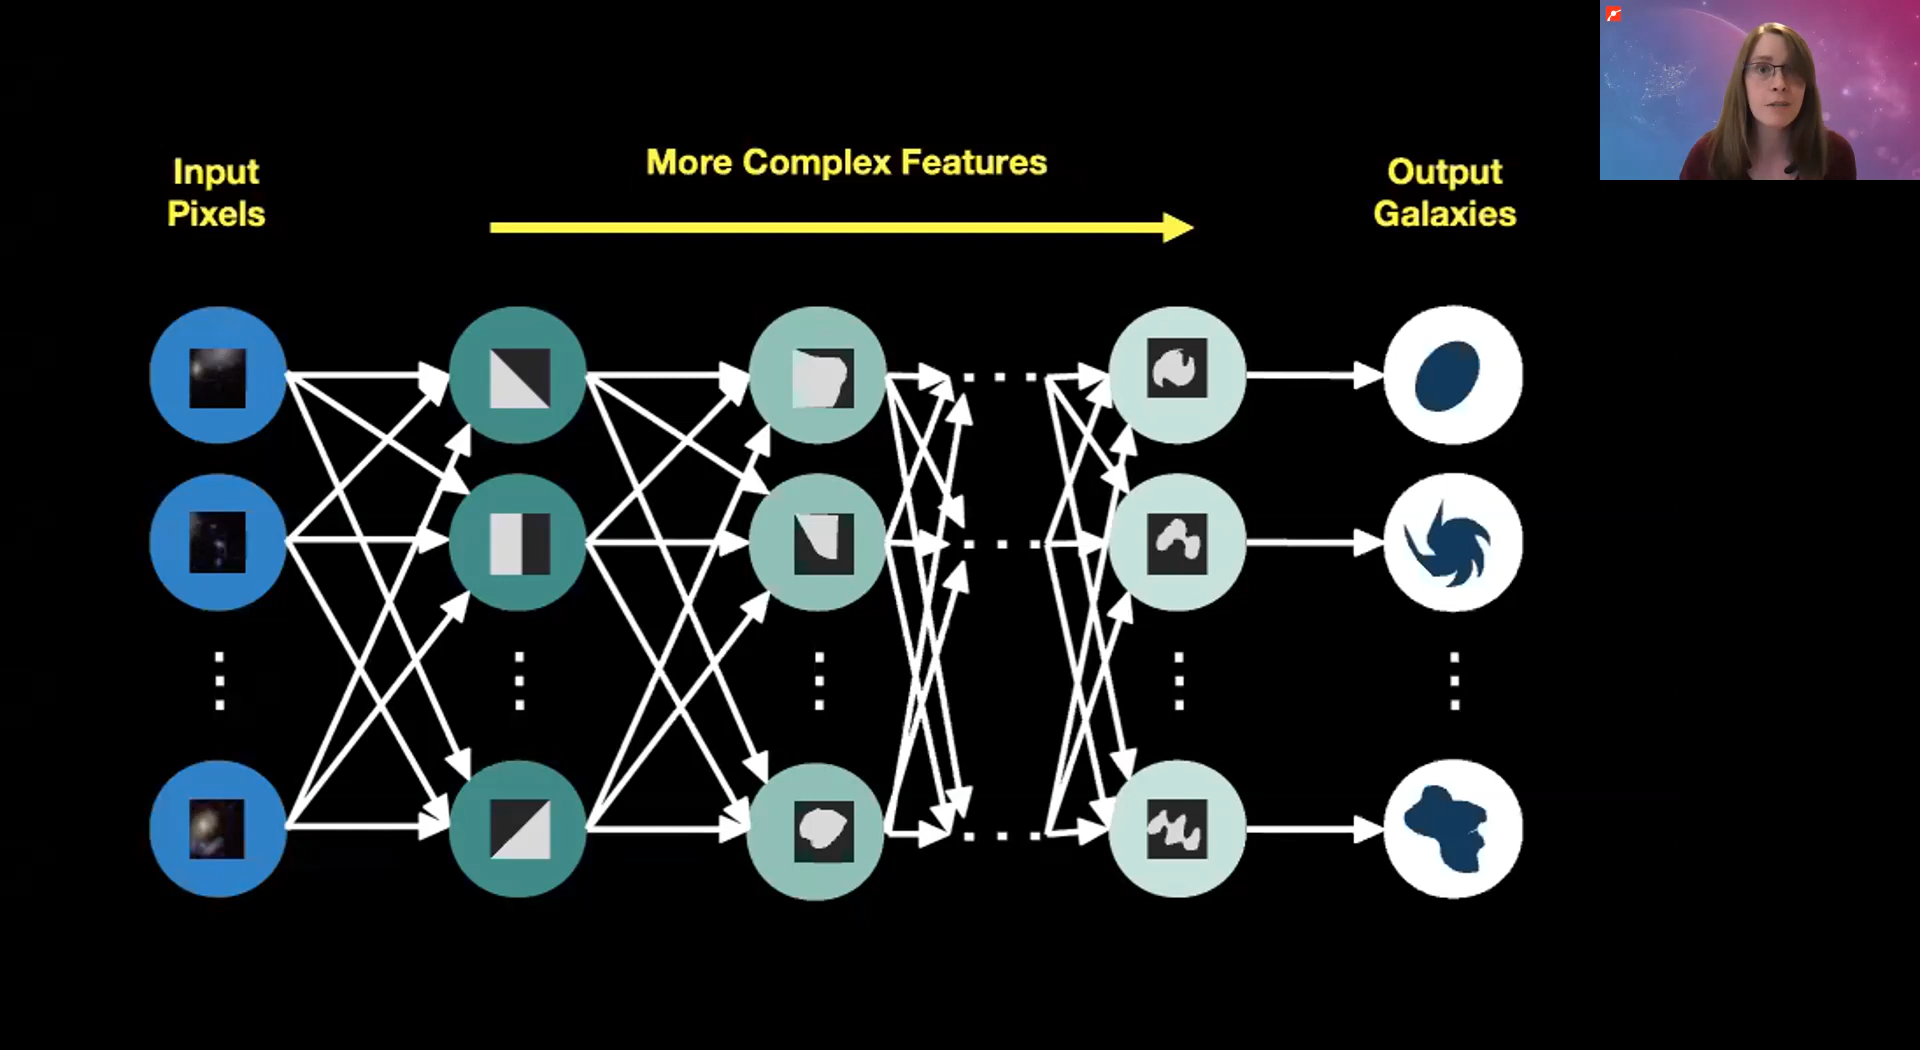 Input
Pixels
More Complex Features
Output
Galaxies